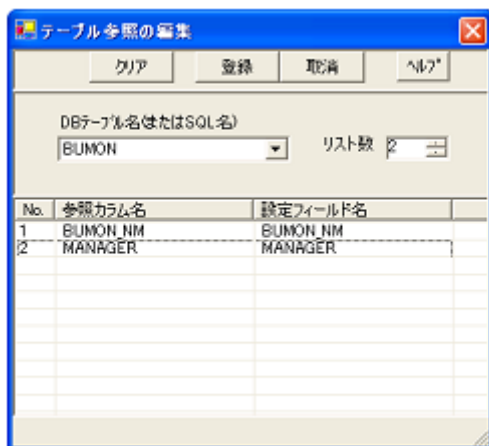 テーブル参照の編集
クリア 登録 取消 ヘルプ
DBテーブル名(またはSQL名)
BUMON リスト数 2
No. 参照カラム名 設定フィールド名
1 BUMON_NM BUMON_NM
2 MANAGER MANAGER